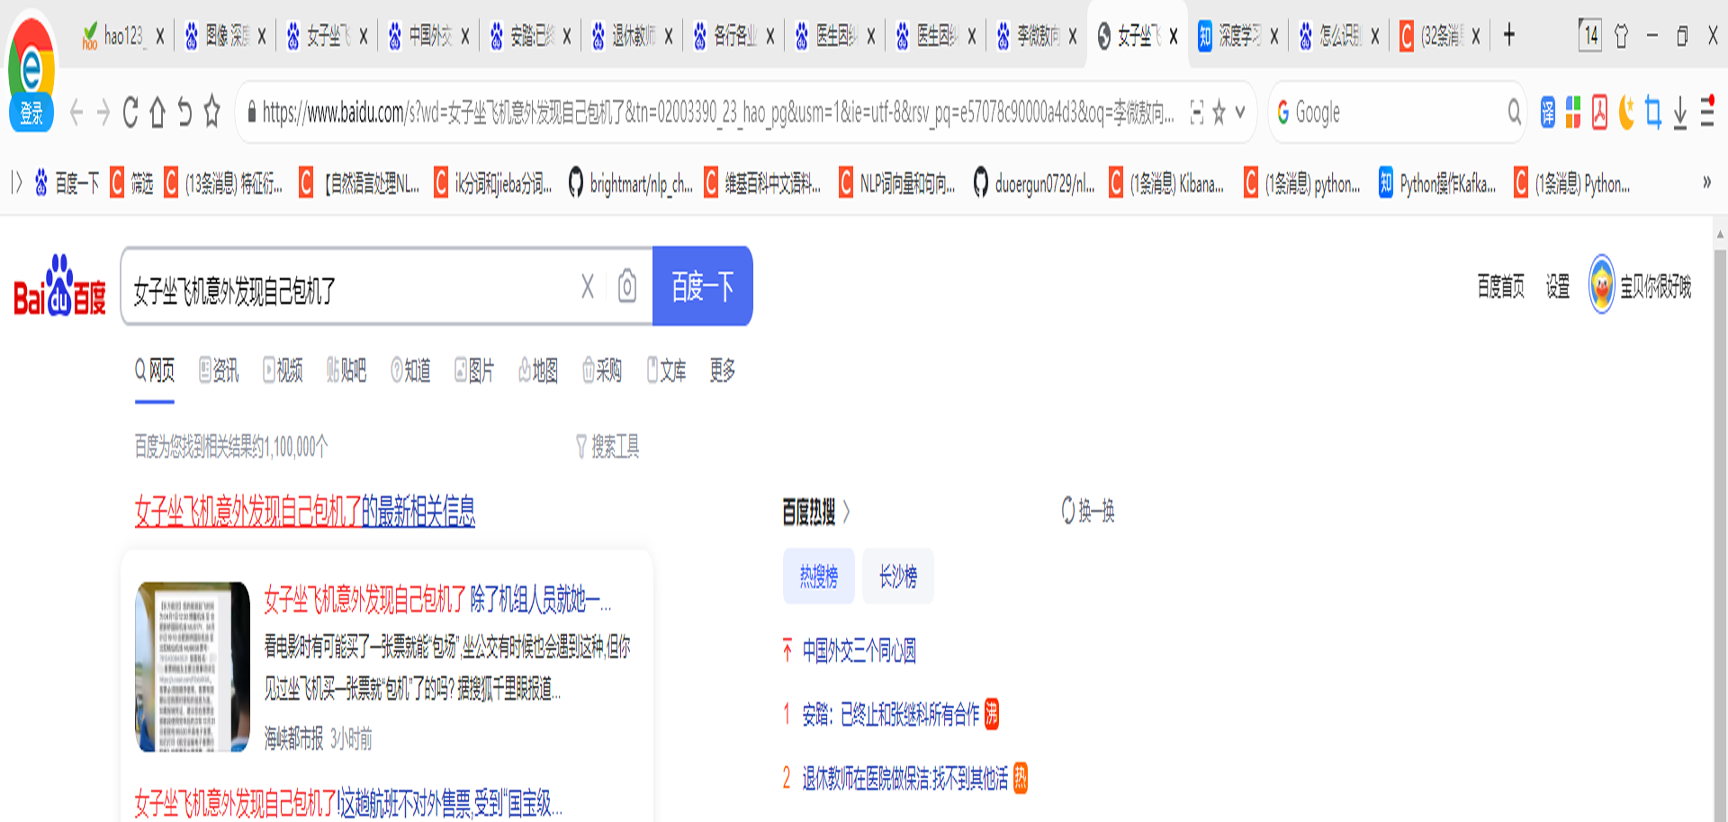 hao123_
图像 深度
女子坐飞
中国外交
安踏:已终
退休教师
各行各业
医生因纠
医生因纠
李微敖向
女子坐飞
深度学习
怎么识别
(32条消息
14
登录
https://www.baidu.com/s?wd=女子坐飞机意外发现自己包机了&tn=02003390_23_hao_pg&usm=1&ie=utf-8&rsv_pq=e57078c90000a4d3&oq=李微敖向...
Google
译
百度一下
筛选
(13条消息) 特征衍...
【自然语言处理NL...
ik分词和jieba分词...
brightmart/nlp_ch...
维基百科中文语料...
NLP词向量和句向...
duoergun0729/nl...
(1条消息) Kibana...
(1条消息) python...
Python操作Kafka...
(1条消息) Python...
Baidu百度
女子坐飞机意外发现自己包机了
百度一下
百度首页 设置 宝贝你很好哦
网页 资讯 视频 贴吧 知道 图片 地图 采购 文库 更多
百度为您找到相关结果约1,100,000个
搜索工具
女子坐飞机意外发现自己包机了的最新相关信息
女子坐飞机意外发现自己包机了 除了机组人员就她一...
看电影时有可能买了一张票就能“包场”,坐公交有时候也会遇到这种,但你
见过坐飞机买一张票就“包机”了的吗? 据搜狐千里眼报道...
海峡都市报 3小时前
女子坐飞机意外发现自己包机了!这趟航班不对外售票,受到“国宝级...
百度热搜
换一换
热搜榜 长沙榜
中国外交三个同心圆
1 安踏：已终止和张继科所有合作 沸
2 退休教师在医院做保洁:找不到其他活 热